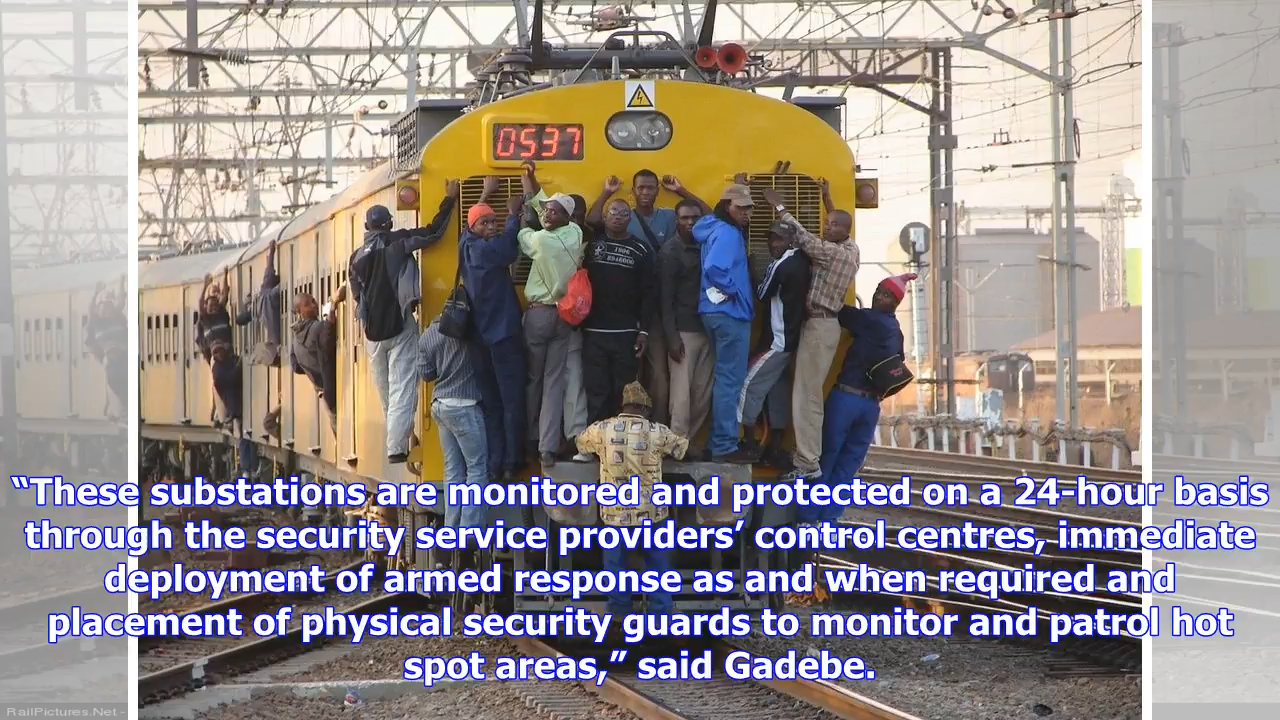 0537
1906
8946000
“These substations are monitored and protected on a 24-hour basis
through the security service providers’ control centres, immediate
deployment of armed response as and when required and
placement of physical security guards to monitor and patrol hot
spot areas,” said Gadebe.
RailPictures.Net -